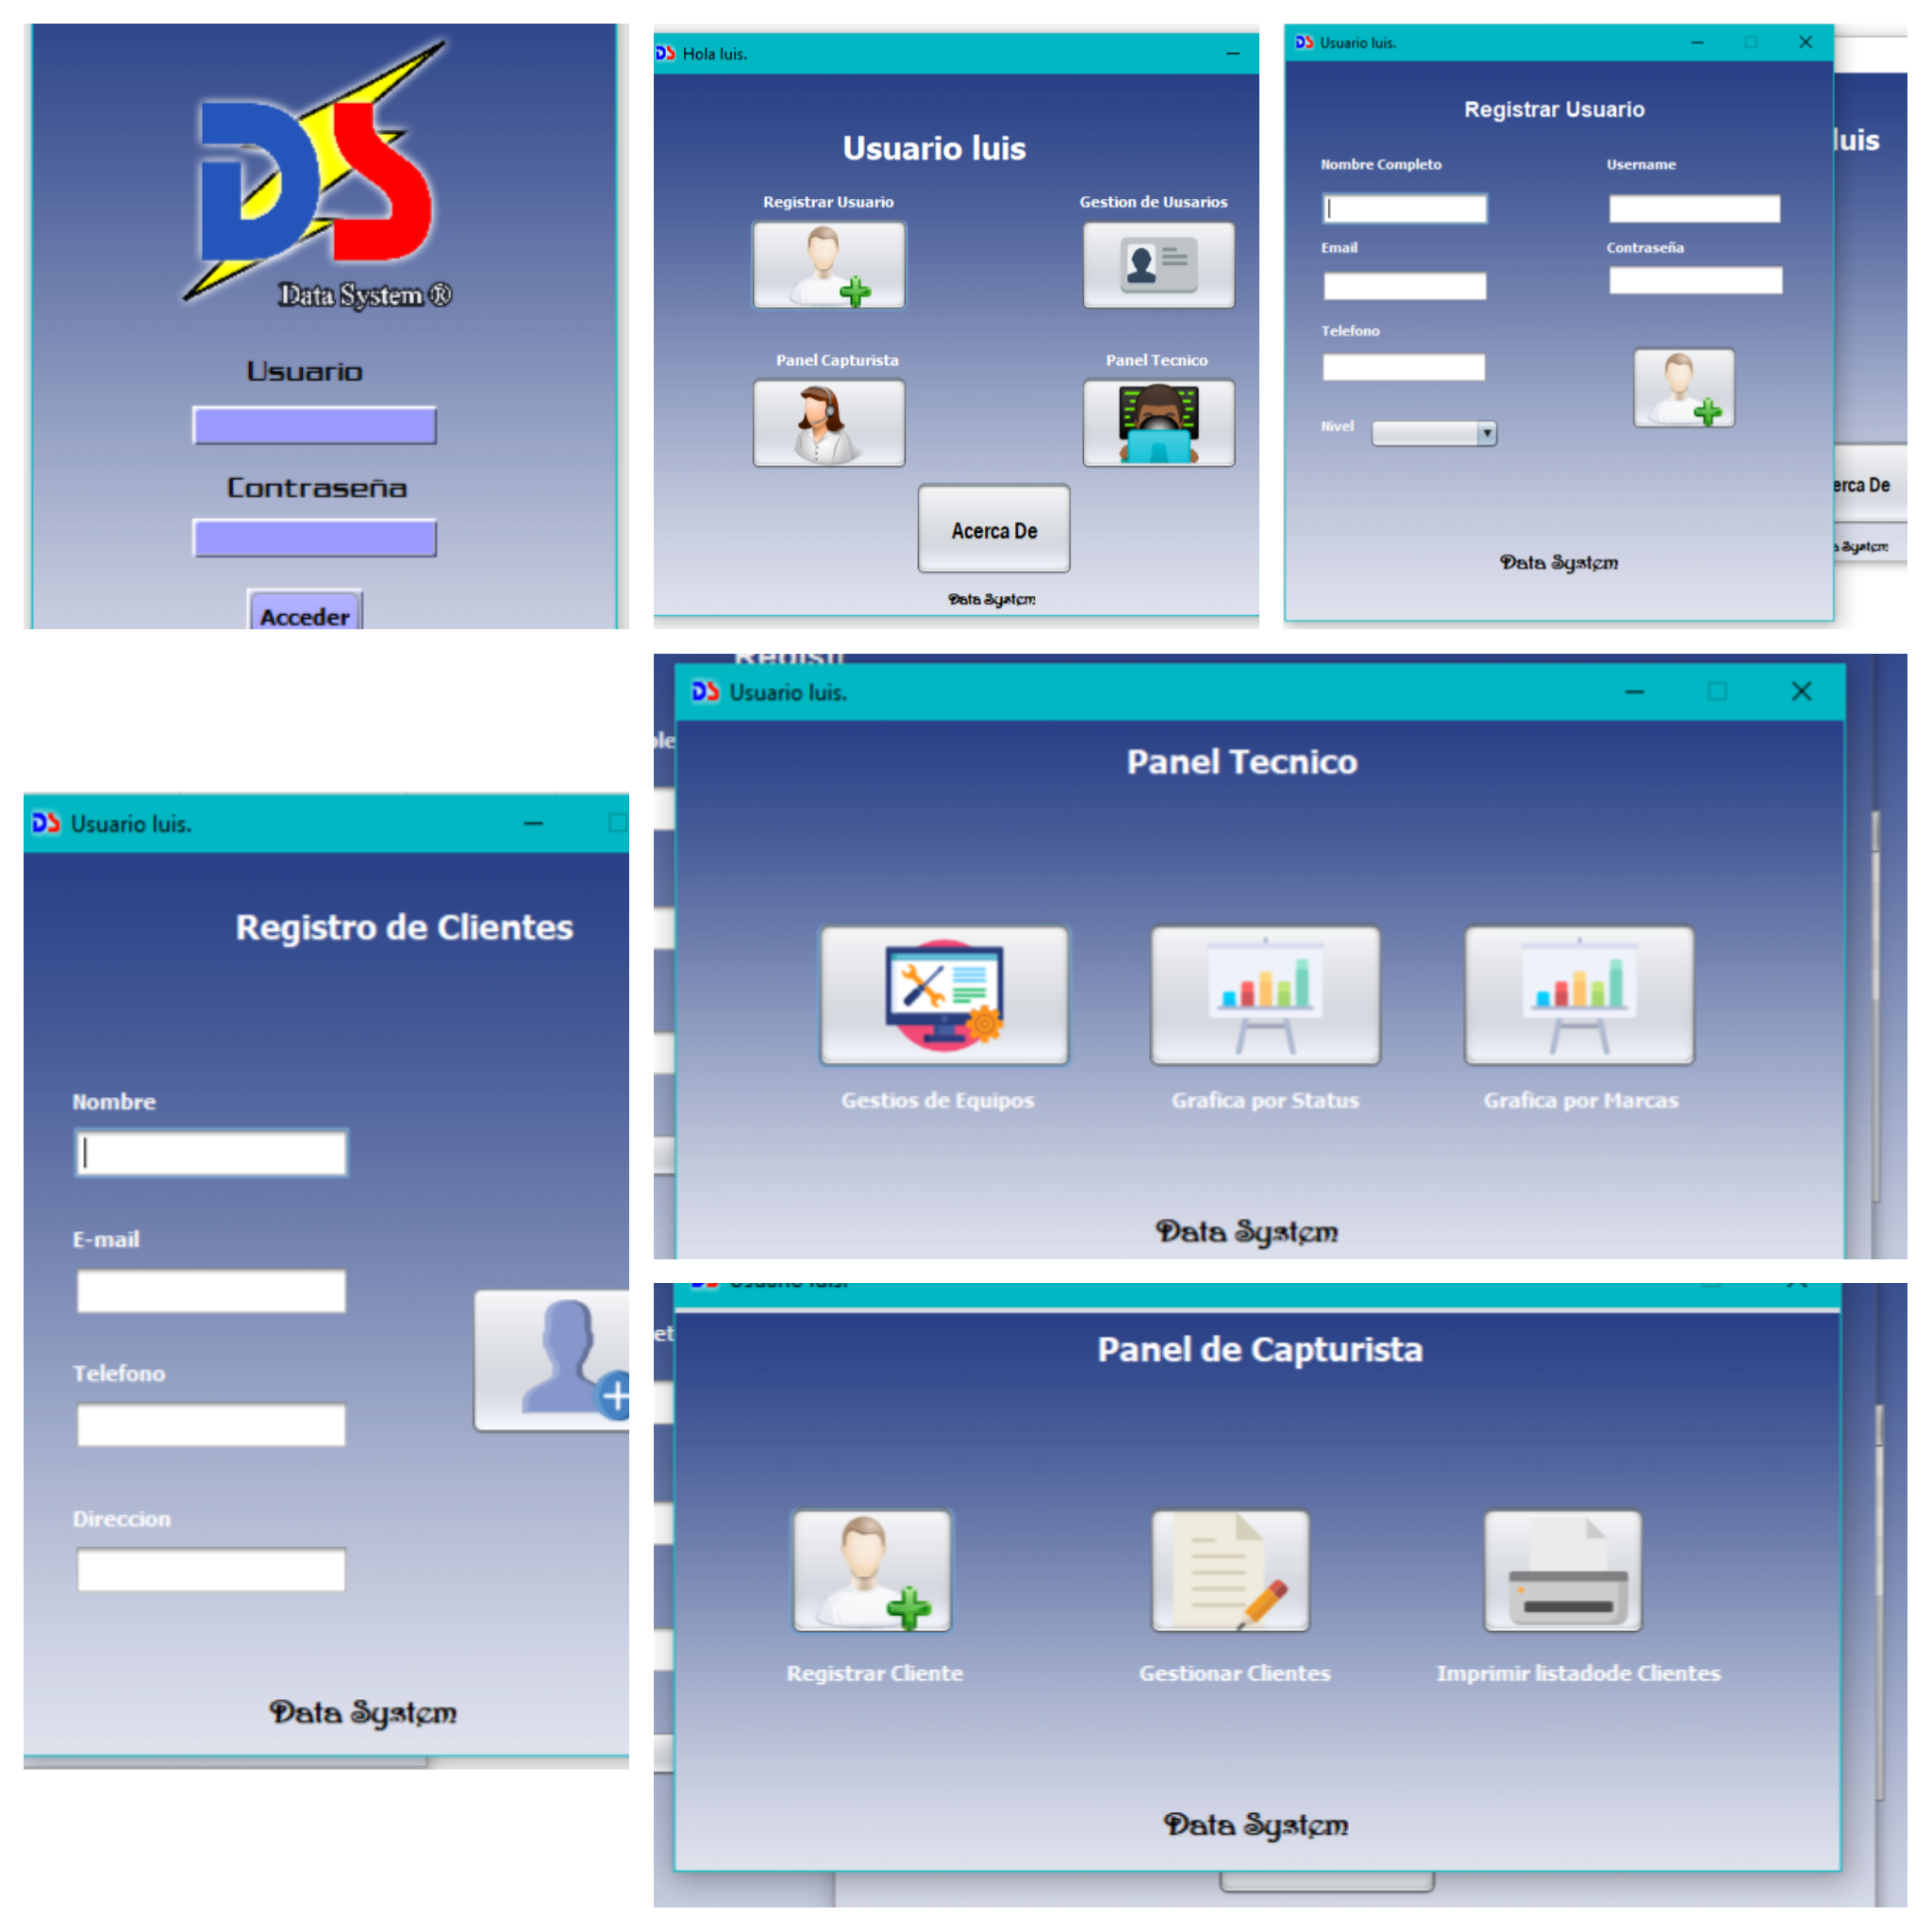 DS
Data System ®
Usuario
Contraseña
Acceder
DS Hola luis.
Usuario luis
Registrar Usuario
Gestion de Uusarios
Panel Capturista
Panel Tecnico
Acerca De
Data System
DS Usuario luis.
Registrar Usuario
Nombre Completo
Username
Email
Contraseña
Telefono
Nivel
Data System
luis
erca De
System
DS Usuario luis.
Registro de Clientes
Nombre
E-mail
Telefono
Direccion
Data System
DS Usuario luis.
Panel Tecnico
Gestios de Equipos
Grafica por Status
Grafica por Marcas
Data System
Panel de Capturista
Registrar Cliente
Gestionar Clientes
Imprimir listadode Clientes
Data System